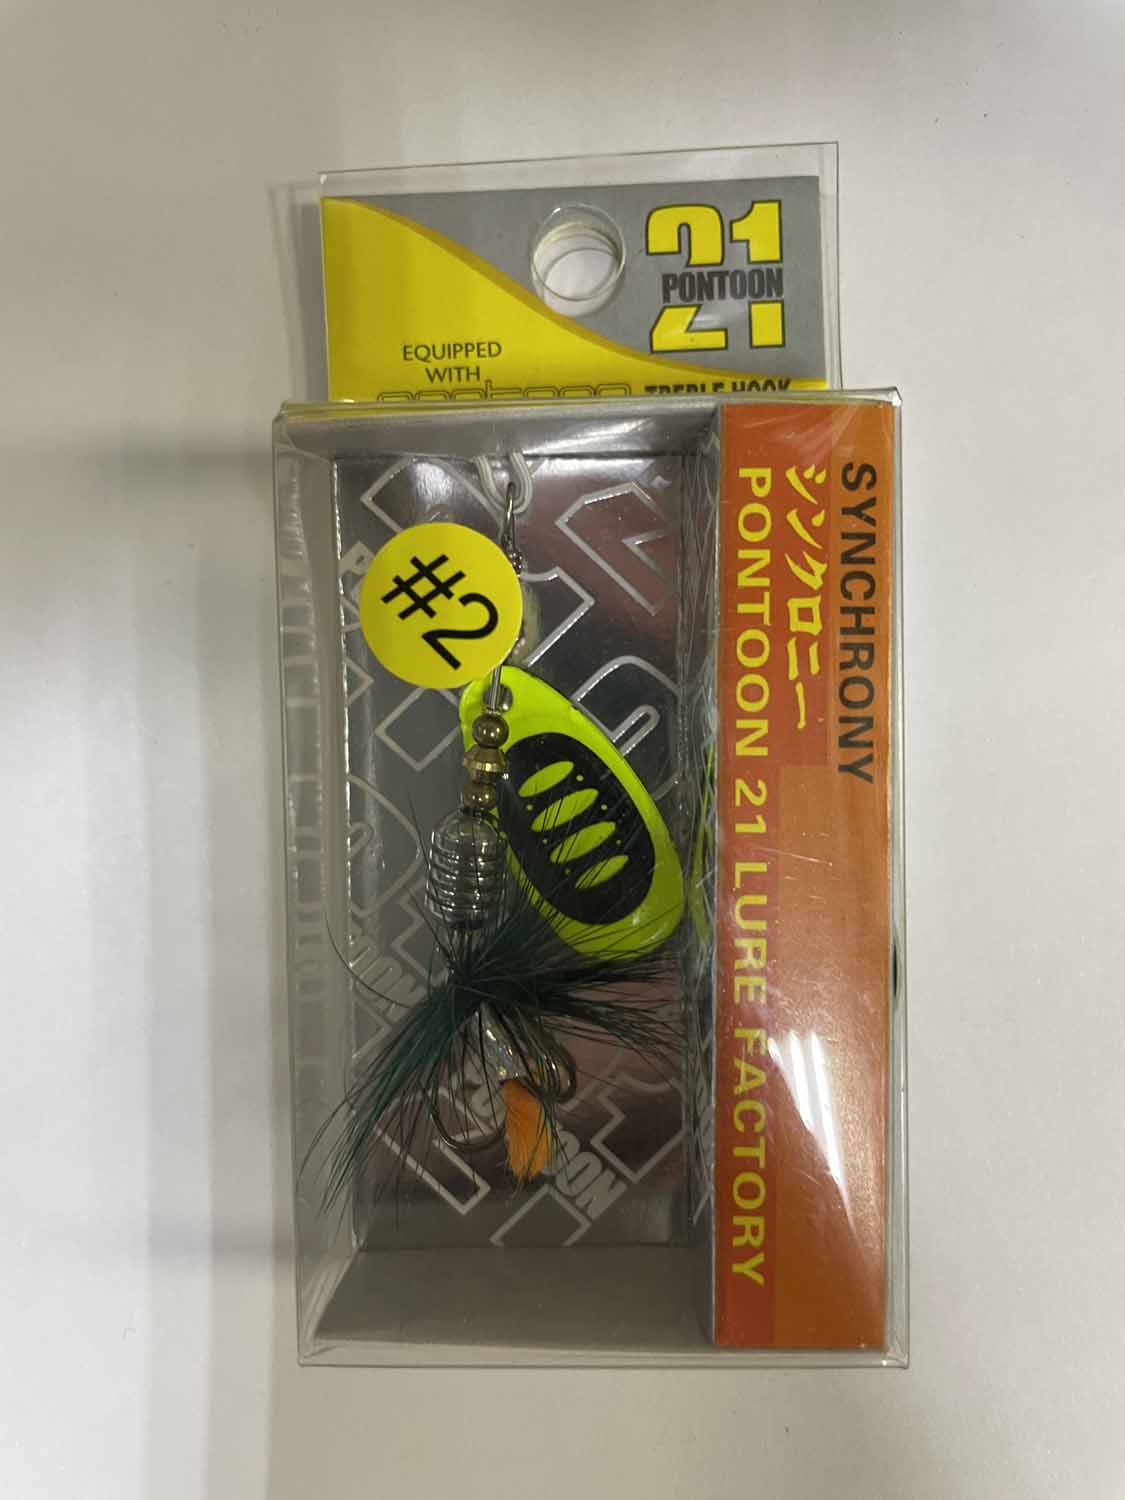 21
PONTOON
EQUIPPED
WITH
TREBLE HOOK
#2
SYNCHRONY
シンクロニー
PONTOON 21 LURE FACTORY